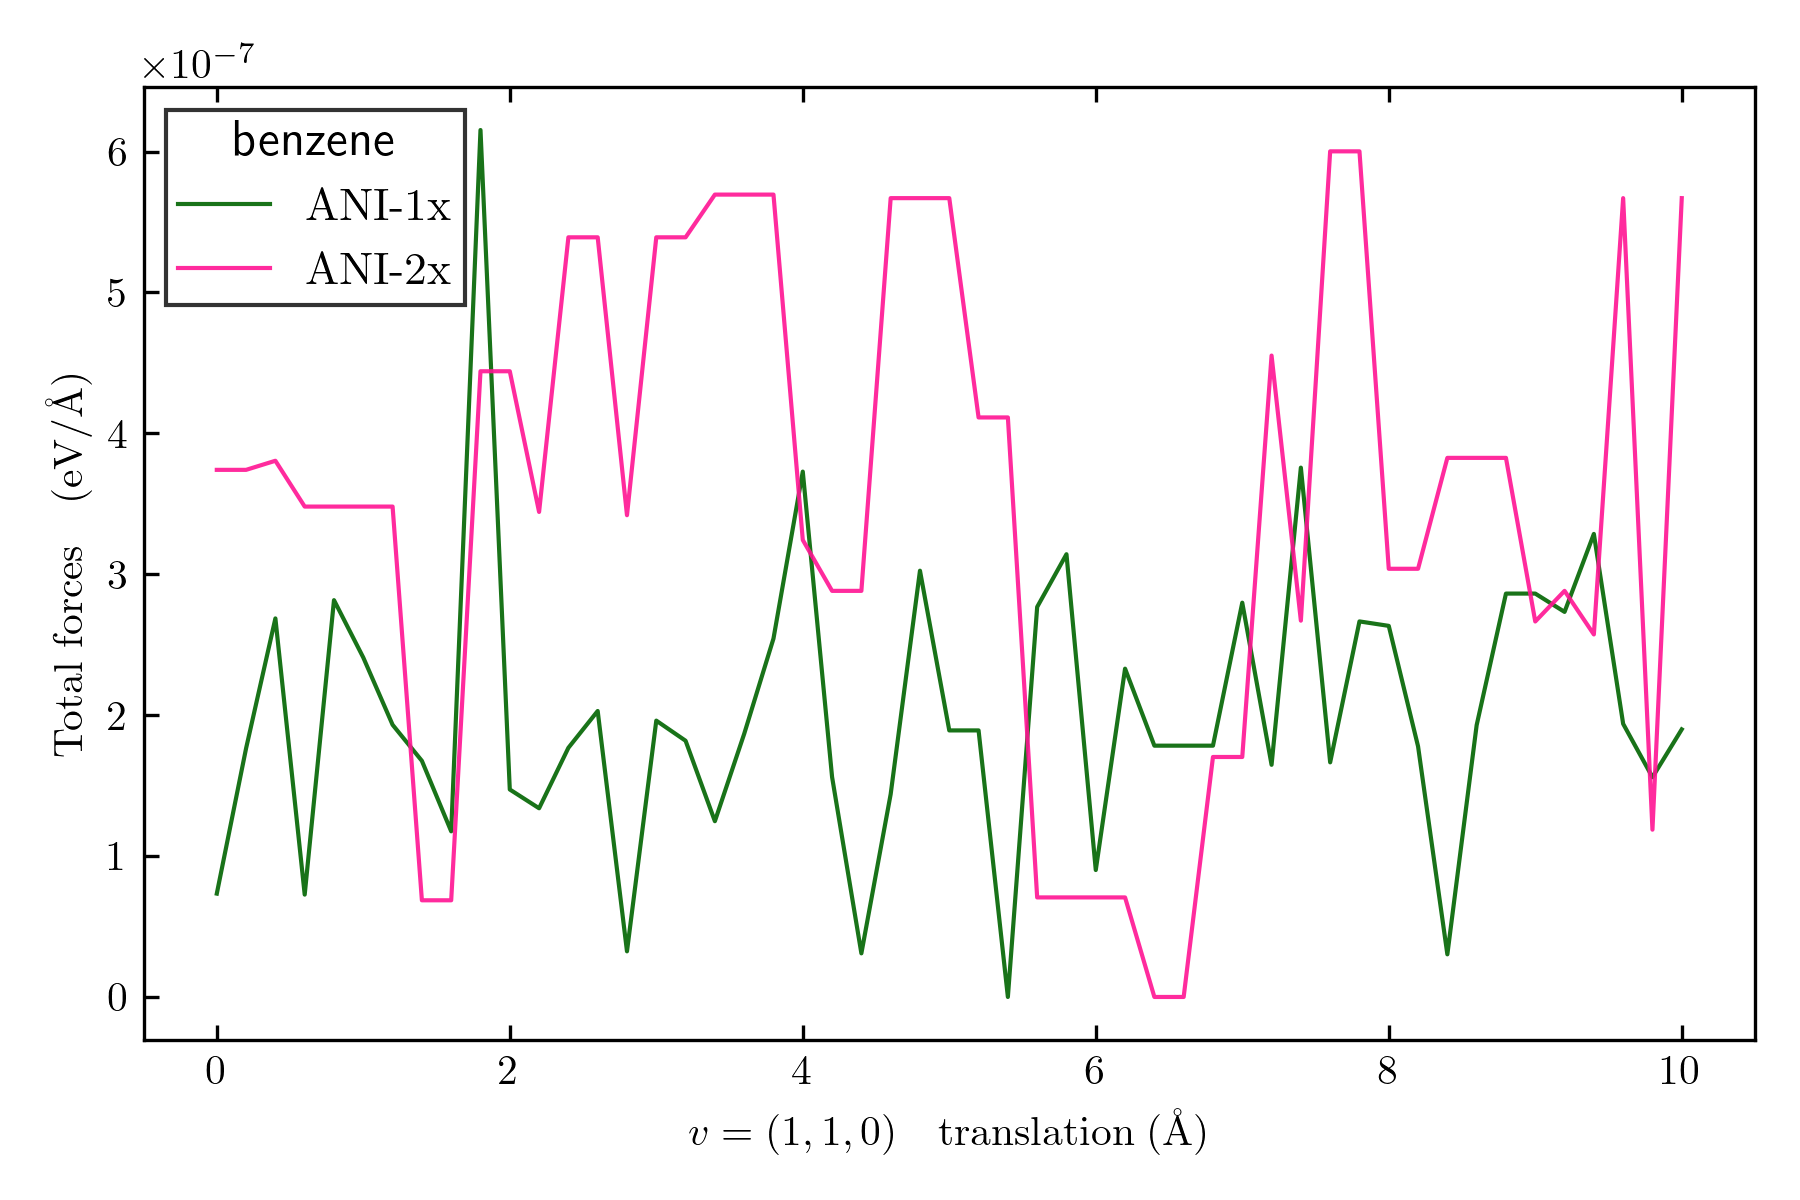 ×10⁻⁷
benzene
ANI-1x
ANI-2x
6
5
4
3
2
1
0
Total forces (eV/Å)
0 2 4 6 8 10
v = (1, 1, 0) translation (Å)